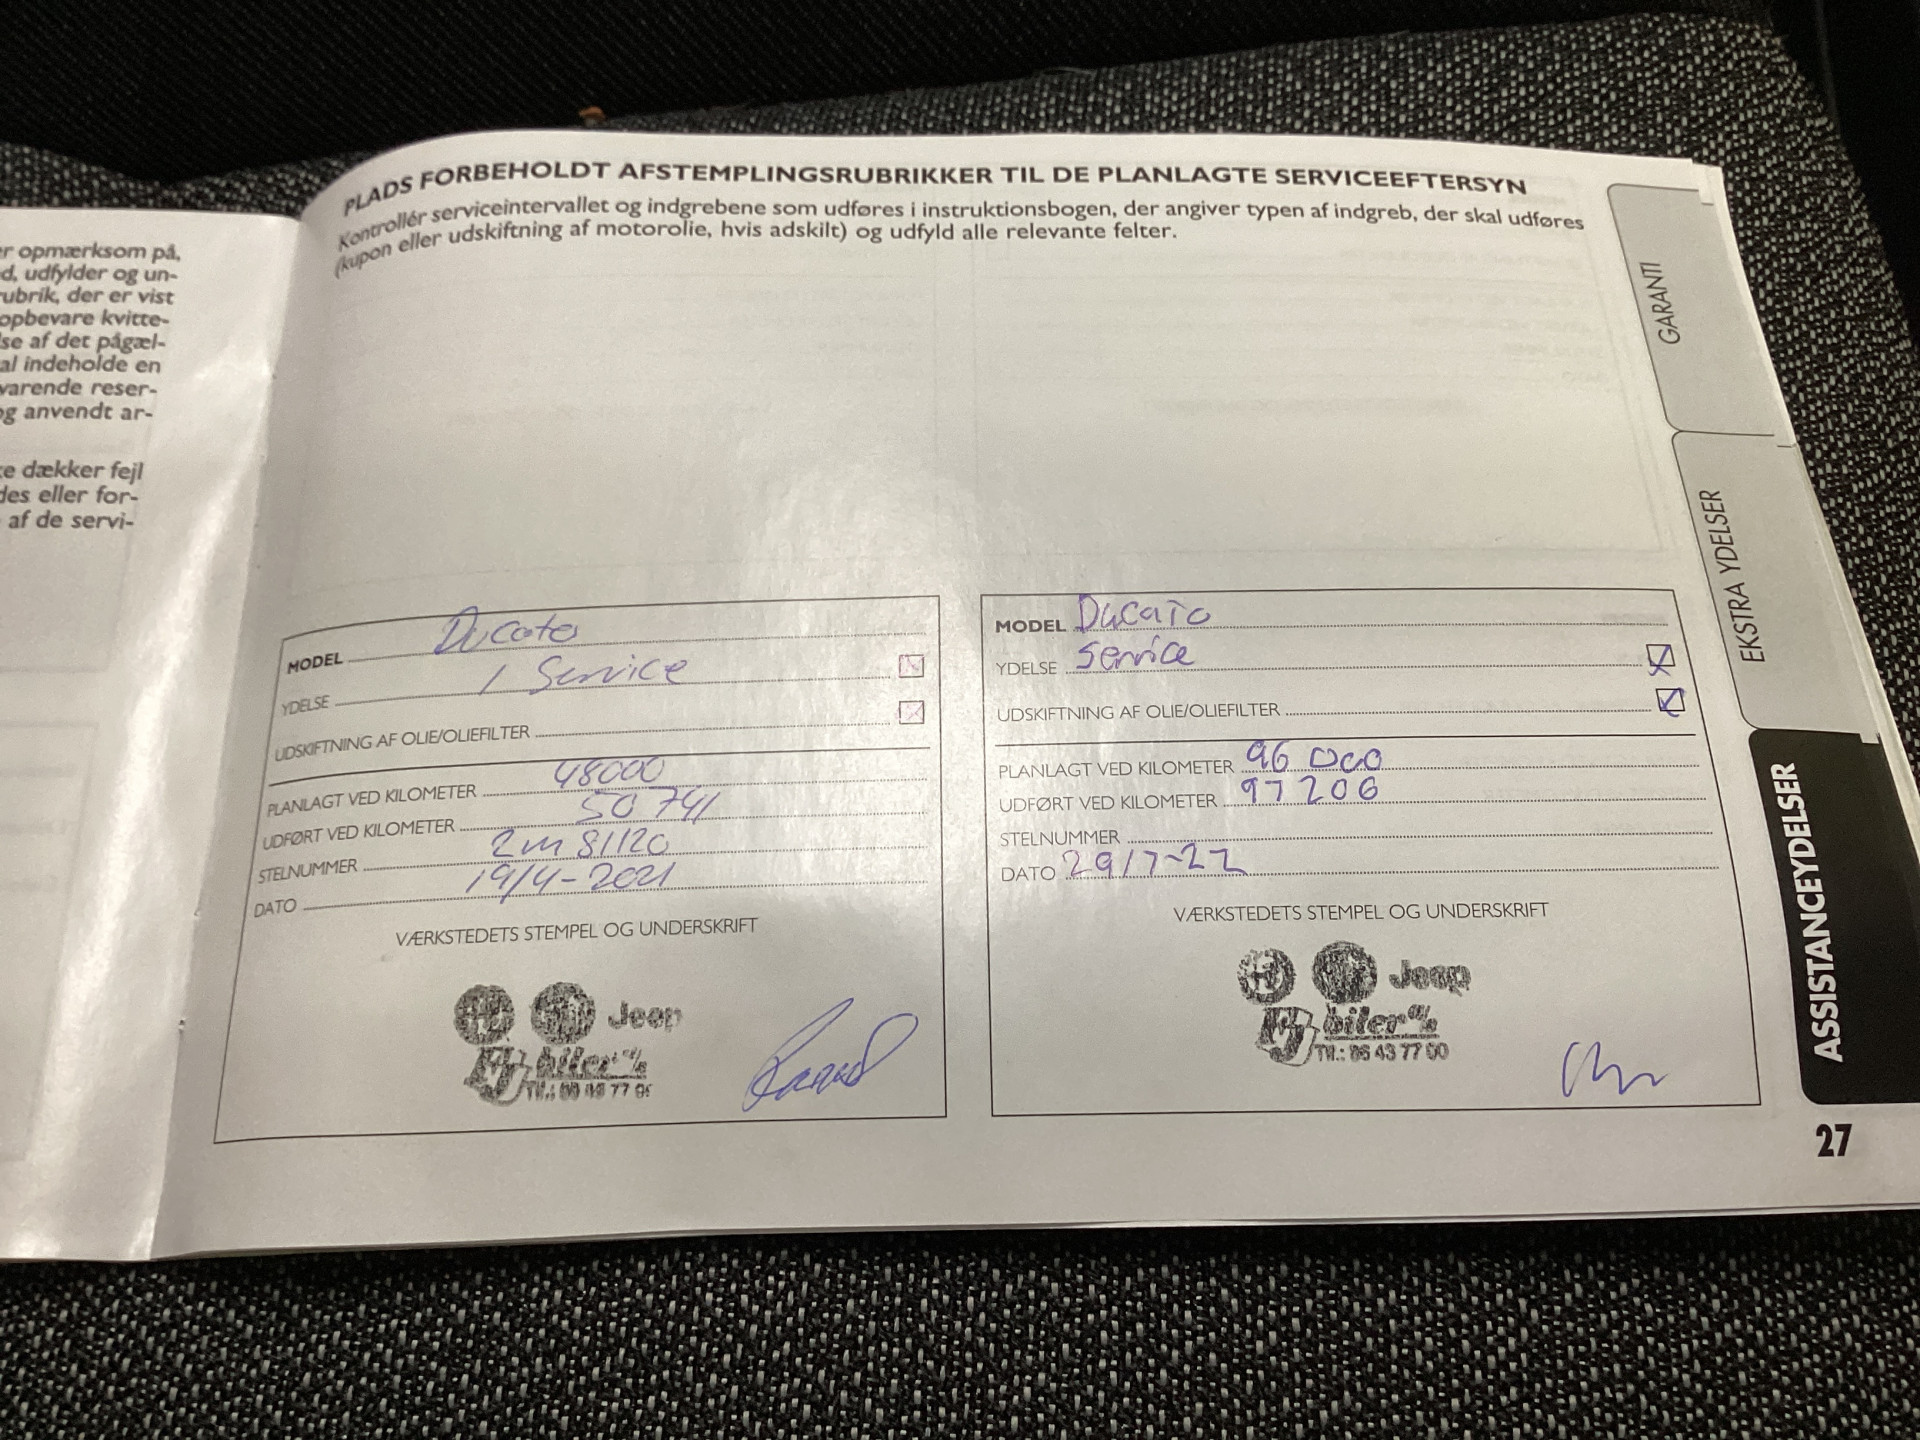 r opmærksom på,
d, udfylder og un-
ubrik, der er vist
opbevare kvitte-
se af det pågæl-
al indeholde en
varende reser-
g anvendt ar-
e dækker fejl
des eller for-
af de servi-
PLADS FORBEHOLDT AFSTEMPLINGSRUBRIKKER TIL DE PLANLAGTE SERVICEEFTERSYN
Kontrollér serviceintervallet og indgrebene som udføres i instruktionsbogen, der angiver typen af indgreb, der skal udføres
(kupon eller udskiftning af motorolie, hvis adskilt) og udfyld alle relevante felter.
MODEL Ducato
YDELSE 1 Service
UDSKIFTNING AF OLIE/OLIEFILTER
PLANLAGT VED KILOMETER 48000
UDFØRT VED KILOMETER 50741
STELNUMMER 2m81120
DATO 19/4-2021
VÆRKSTEDETS STEMPEL OG UNDERSKRIFT
Jeep
biler a/s
MODEL Ducato
YDELSE Service
UDSKIFTNING AF OLIE/OLIEFILTER
PLANLAGT VED KILOMETER 96 000
UDFØRT VED KILOMETER 97206
STELNUMMER
DATO 29/7-22
VÆRKSTEDETS STEMPEL OG UNDERSKRIFT
Jeep
biler a/s
Tlf.: 86 43 77 00
GARANTI
EKSTRA YDELSER
ASSISTANCEYDELSER
27